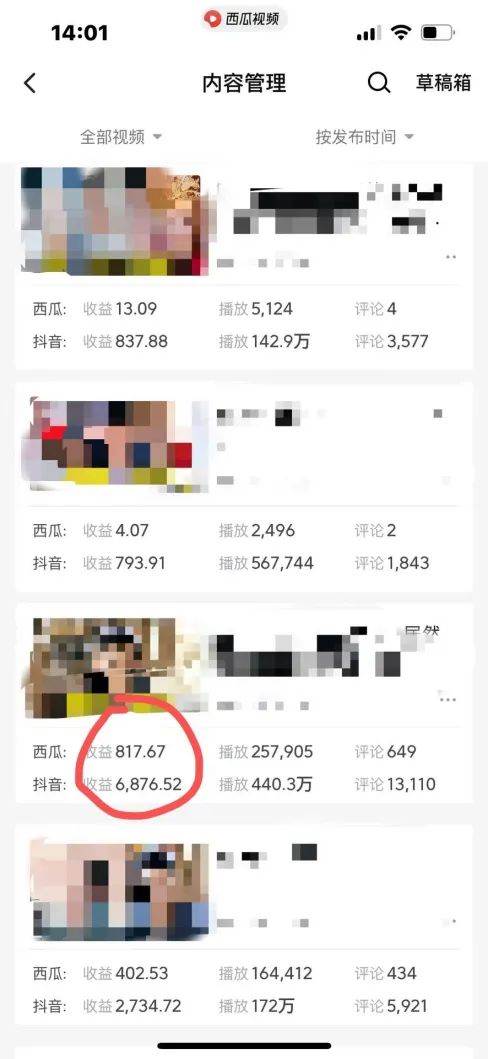 14:01
西瓜视频
内容管理
草稿箱
全部视频
按发布时间
西瓜: 收益 13.09 播放 5,124 评论 4
抖音: 收益 837.88 播放 142.9万 评论 3,577
西瓜: 收益 4.07 播放 2,496 评论 2
抖音: 收益 793.91 播放 567,744 评论 1,843
居然
西瓜: 收益 817.67 播放 257,905 评论 649
抖音: 收益 6,876.52 播放 440.3万 评论 13,110
西瓜: 收益 402.53 播放 164,412 评论 434
抖音: 收益 2,734.72 播放 172万 评论 5,921